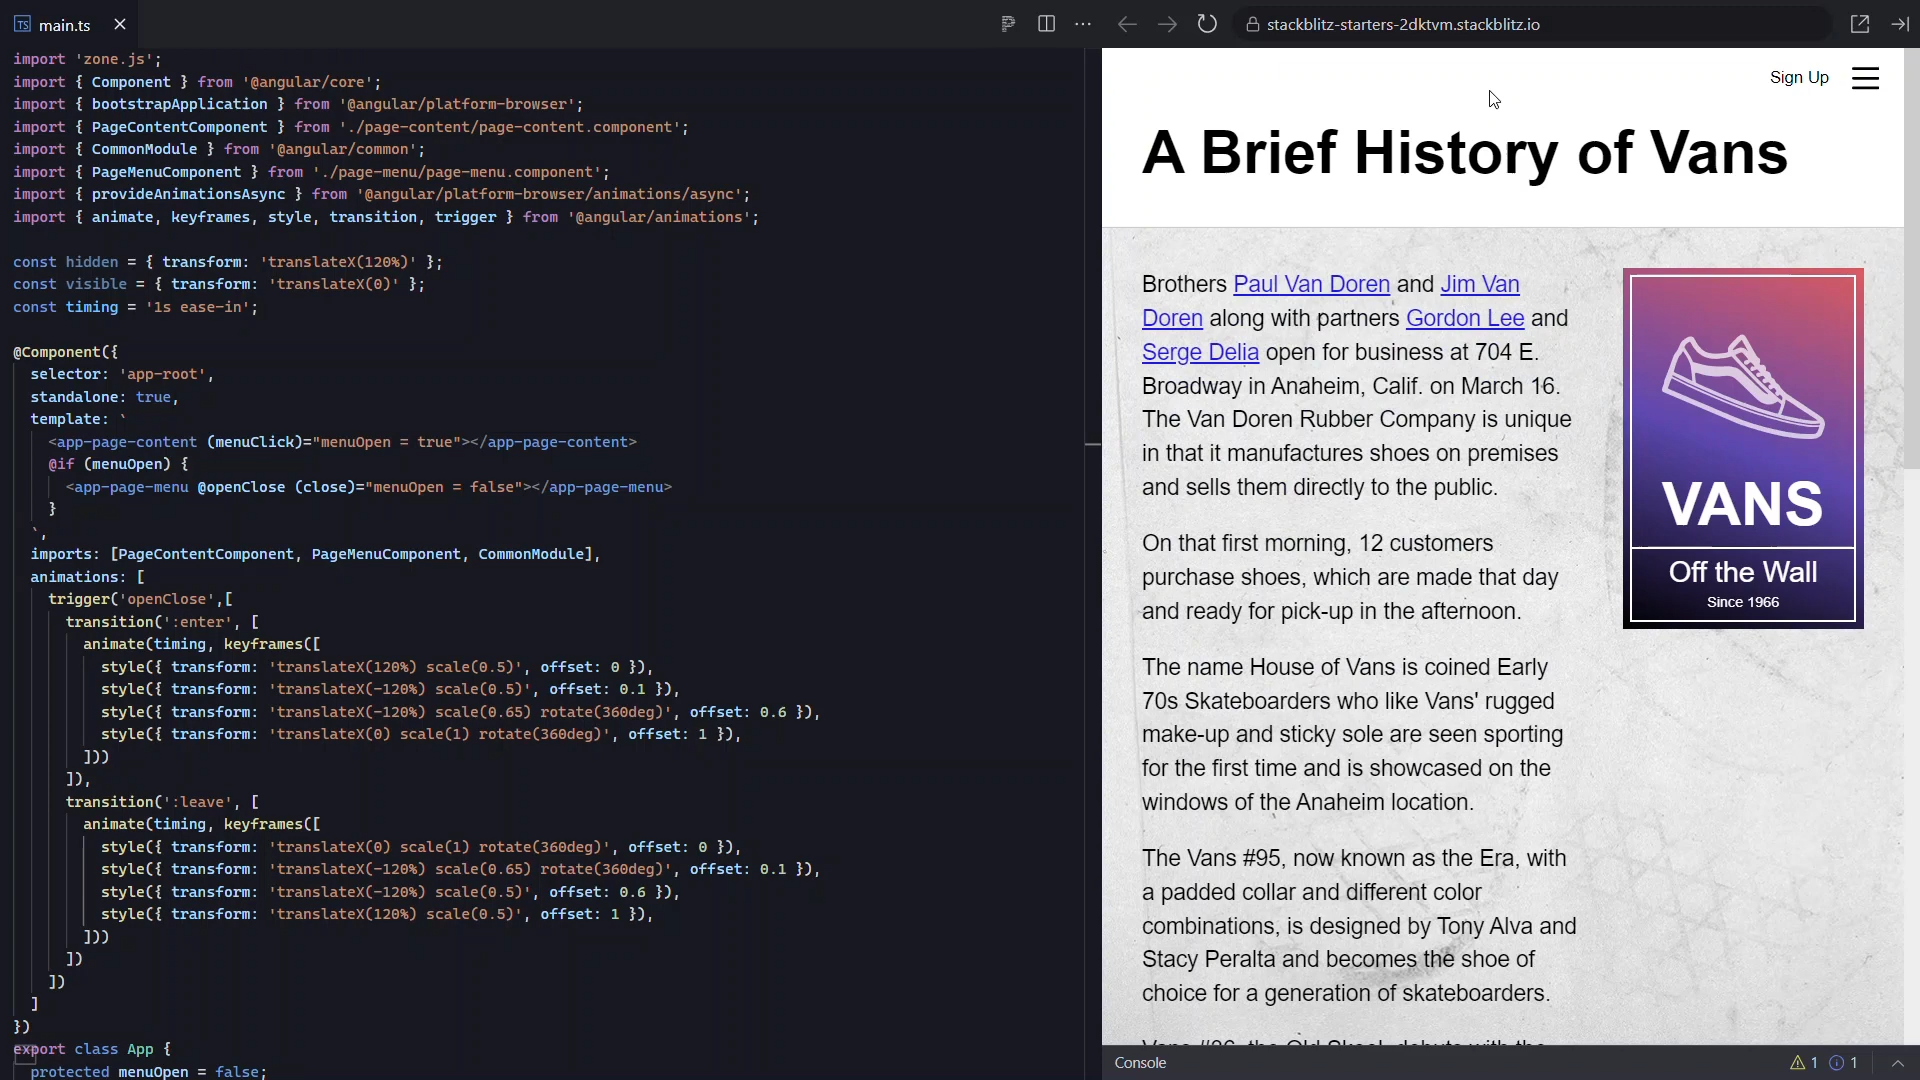 TS main.ts
stackblitz-starters-2dktvm.stackblitz.io
import 'zone.js';
import { Component } from '@angular/core';
import { bootstrapApplication } from '@angular/platform-browser';
import { PageContentComponent } from './page-content/page-content.component';
import { CommonModule } from '@angular/common';
import { PageMenuComponent } from './page-menu/page-menu.component';
import { provideAnimationsAsync } from '@angular/platform-browser/animations/async';
import { animate, keyframes, style, transition, trigger } from '@angular/animations';
const hidden = { transform: 'translateX(120%)' };
const visible = { transform: 'translateX(0)' };
const timing = '1s ease-in';
@Component({
selector: 'app-root',
standalone: true,
template: `
<app-page-content (menuClick)="menuOpen = true"></app-page-content>
@if (menuOpen) {
<app-page-menu @openClose (close)="menuOpen = false"></app-page-menu>
}
`,
imports: [PageContentComponent, PageMenuComponent, CommonModule],
animations: [
trigger('openClose',[
transition(':enter', [
animate(timing, keyframes([
style({ transform: 'translateX(120%) scale(0.5)', offset: 0 }),
style({ transform: 'translateX(-120%) scale(0.5)', offset: 0.1 }),
style({ transform: 'translateX(-120%) scale(0.65) rotate(360deg)', offset: 0.6 }),
style({ transform: 'translateX(0) scale(1) rotate(360deg)', offset: 1 }),
]))
]),
transition(':leave', [
animate(timing, keyframes([
style({ transform: 'translateX(0) scale(1) rotate(360deg)', offset: 0 }),
style({ transform: 'translateX(-120%) scale(0.65) rotate(360deg)', offset: 0.1 }),
style({ transform: 'translateX(-120%) scale(0.5)', offset: 0.6 }),
style({ transform: 'translateX(120%) scale(0.5)', offset: 1 }),
]))
])
])
]
})
export class App {
protected menuOpen = false;
Sign Up
A Brief History of Vans
Brothers Paul Van Doren and Jim Van
Doren along with partners Gordon Lee and
Serge Delia open for business at 704 E.
Broadway in Anaheim, Calif. on March 16.
The Van Doren Rubber Company is unique
in that it manufactures shoes on premises
and sells them directly to the public.
On that first morning, 12 customers
purchase shoes, which are made that day
and ready for pick-up in the afternoon.
The name House of Vans is coined Early
70s Skateboarders who like Vans' rugged
make-up and sticky sole are seen sporting
for the first time and is showcased on the
windows of the Anaheim location.
The Vans #95, now known as the Era, with
a padded collar and different color
combinations, is designed by Tony Alva and
Stacy Peralta and becomes the shoe of
choice for a generation of skateboarders.
Vans #36, the Old Skool, debuts with the
VANS
Off the Wall
Since 1966
Console
1
1